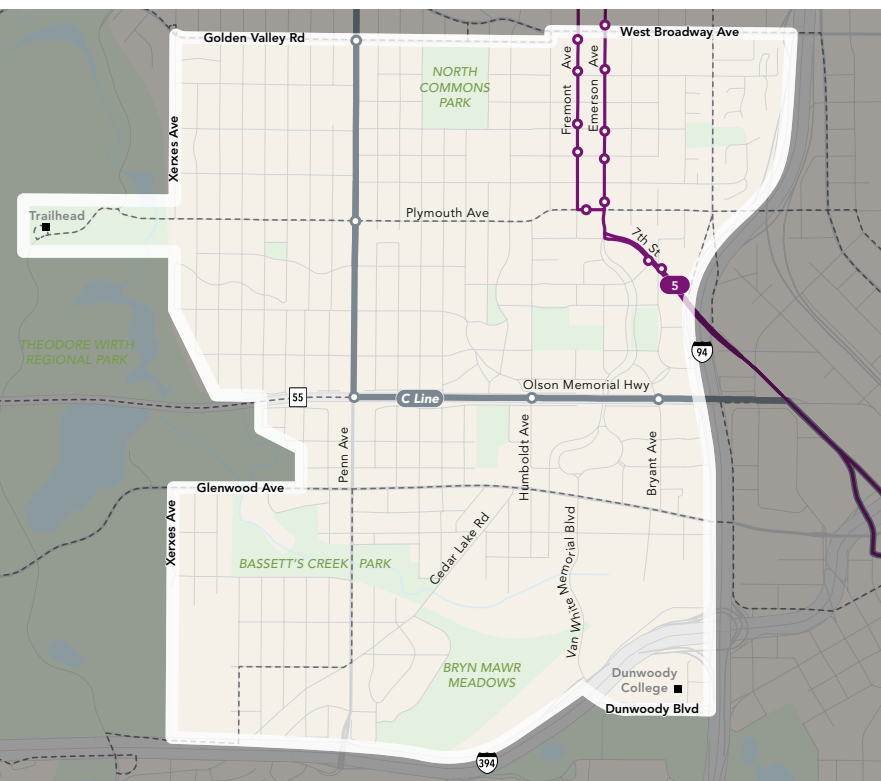 Golden Valley Rd
West Broadway Ave
NORTH
COMMONS
PARK
Fremont Ave
Emerson Ave
Xerxes Ave
Trailhead
Plymouth Ave
7th St
5
THEODORE WIRTH
REGIONAL PARK
94
55
C Line
Olson Memorial Hwy
Penn Ave
Humboldt Ave
Bryant Ave
Glenwood Ave
Xerxes Ave
Cedar Lake Rd
Van White Memorial Blvd
BASSETT'S CREEK PARK
BRYN MAWR
MEADOWS
Dunwoody
College
Dunwoody Blvd
394